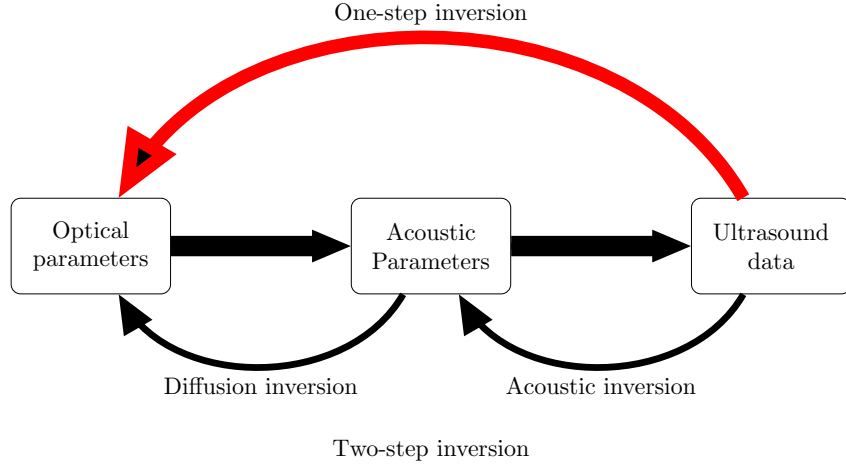 One-step inversion
Optical
parameters
Acoustic
Parameters
Ultrasound
data
Diffusion inversion
Acoustic inversion
Two-step inversion